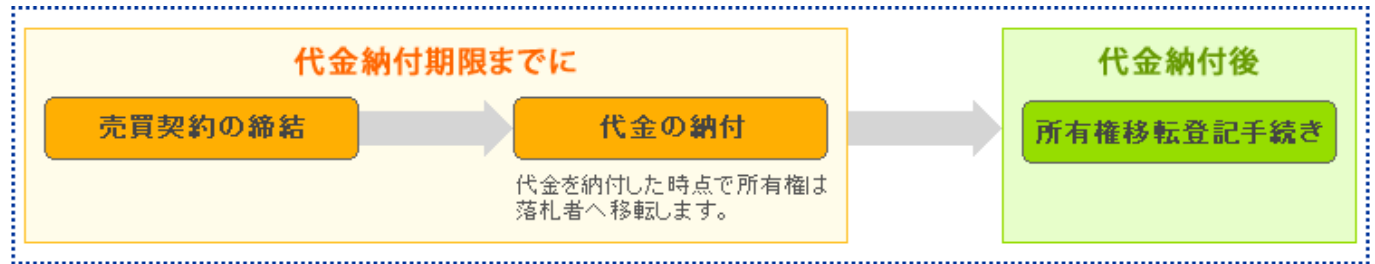 代金納付期限までに
売買契約の締結
代金の納付
代金を納付した時点で所有権は
落札者へ移転します。
代金納付後
所有権移転登記手続き